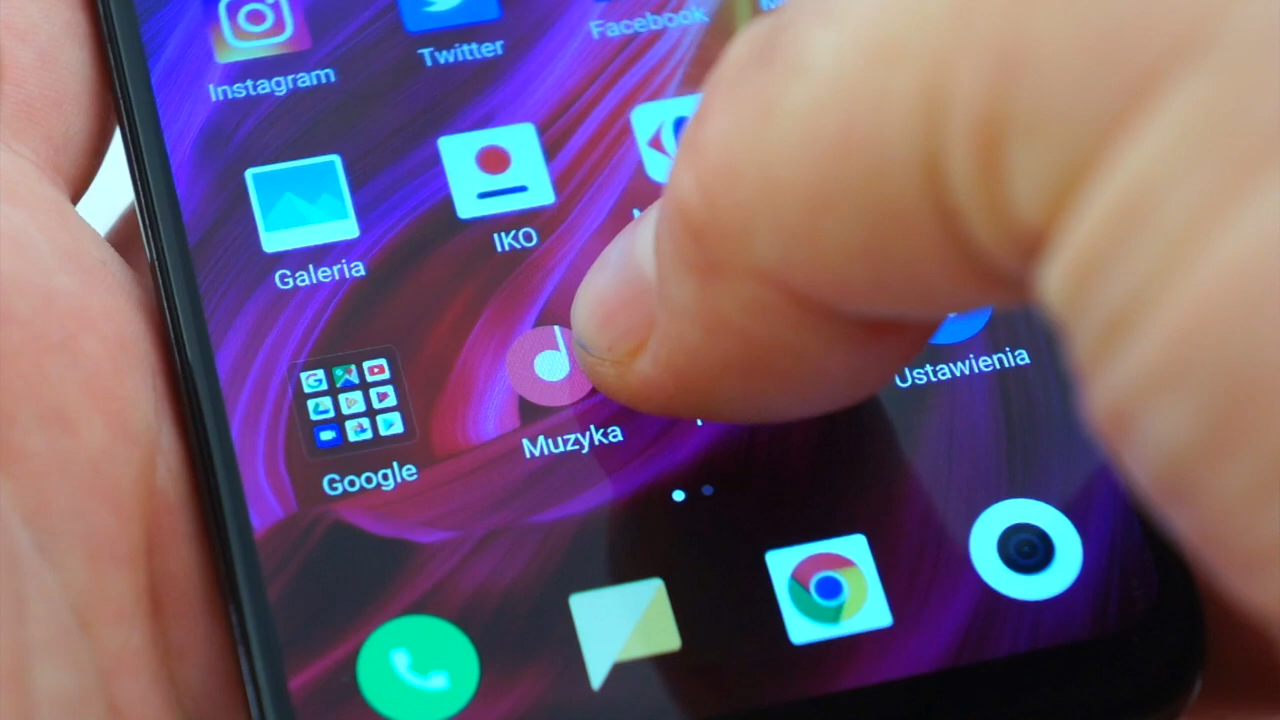 Instagram
Twitter
Facebook
Galeria
IKO
Google
Muzyka
Ustawienia